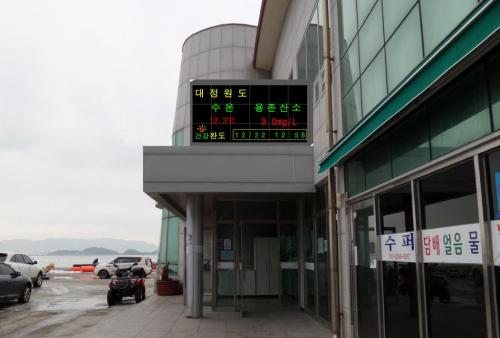 대정원도
수온 용존산소
12.3℃ 9.0mg/L
건강완도 12/22 12:58
수퍼 담배 얼음 물